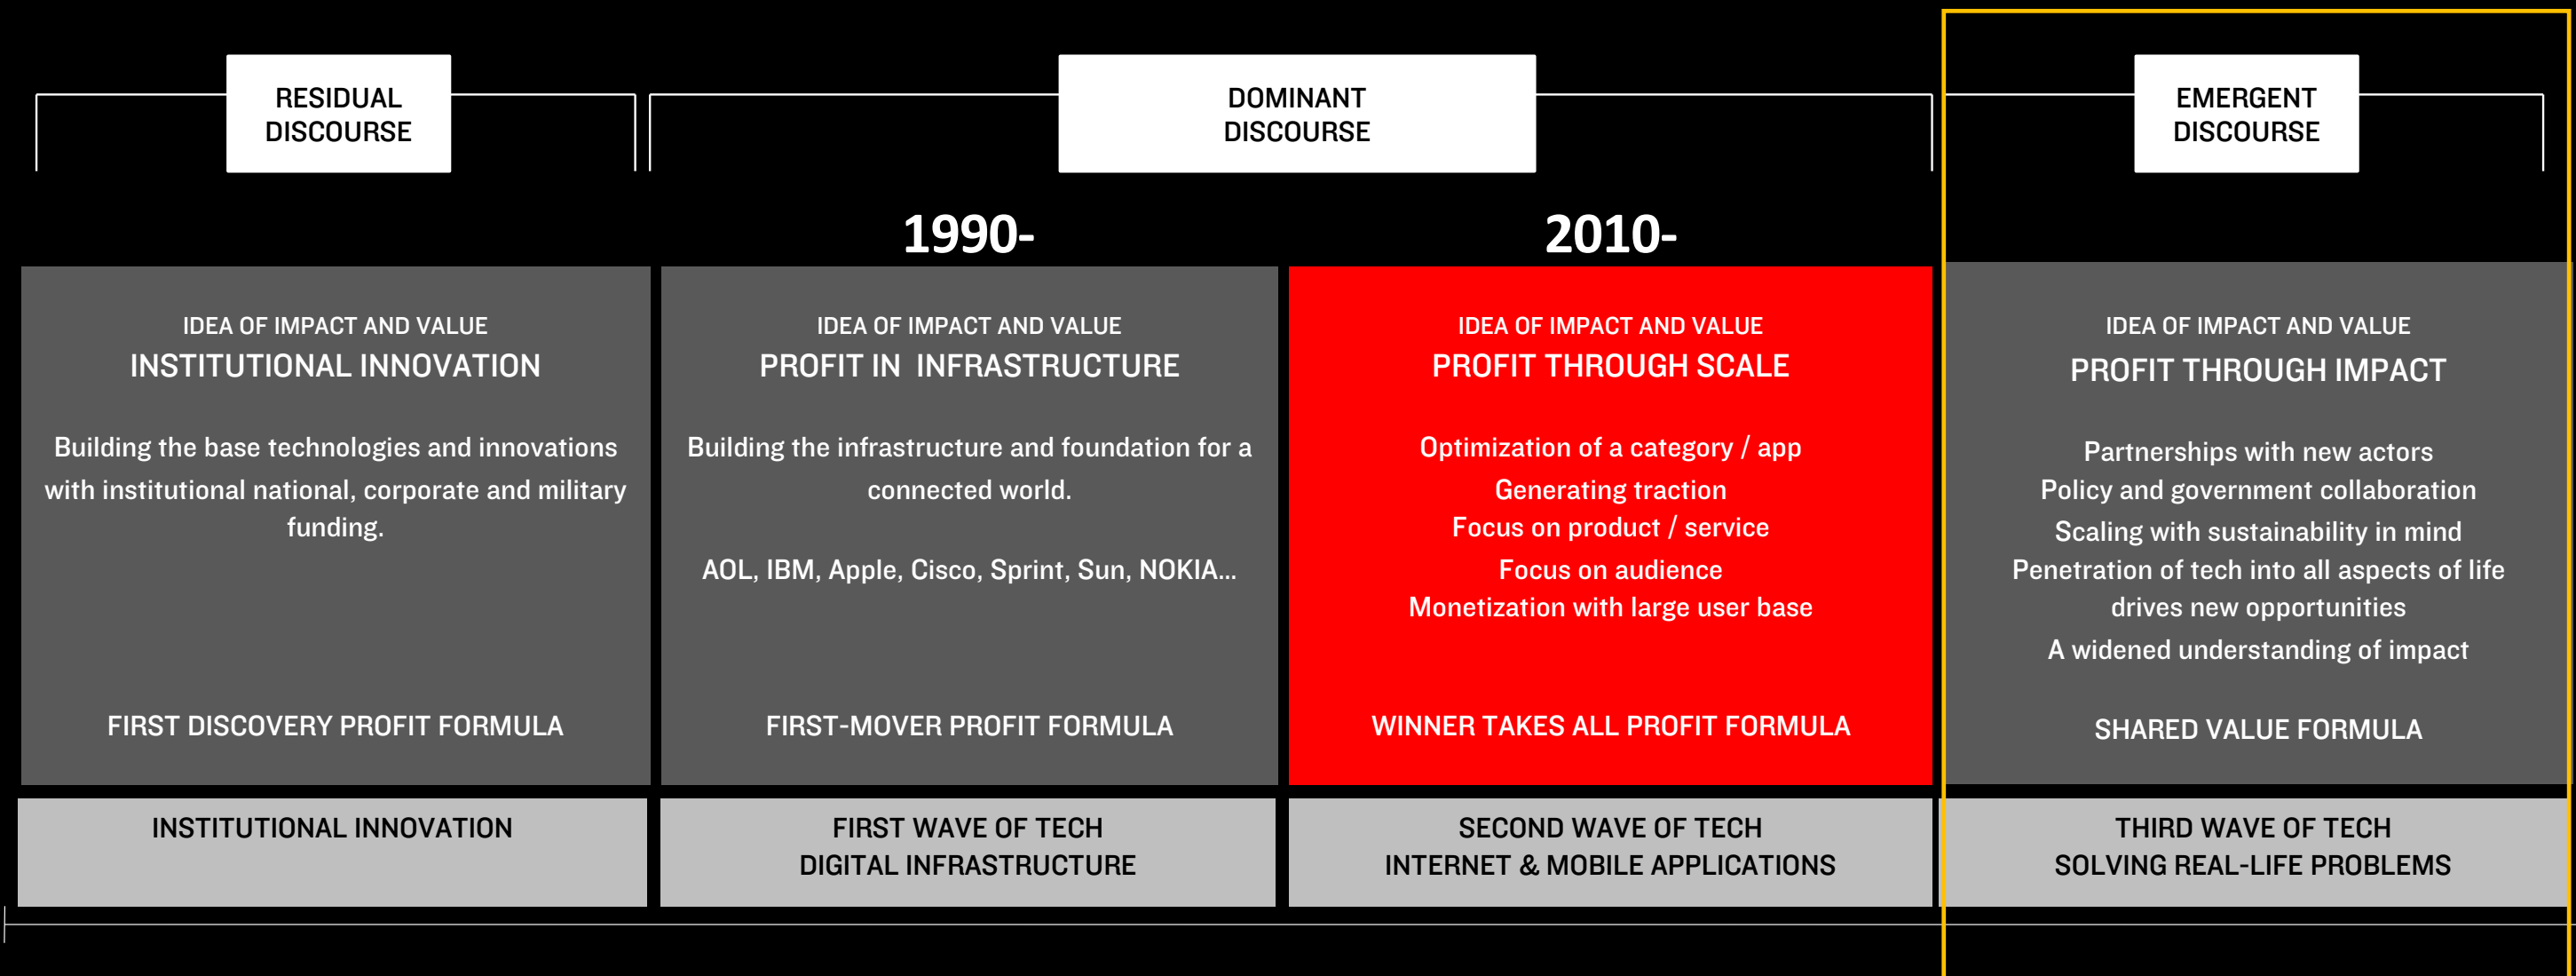 RESIDUAL
DISCOURSE
DOMINANT
DISCOURSE
EMERGENT
DISCOURSE
1990-
2010-
IDEA OF IMPACT AND VALUE
INSTITUTIONAL INNOVATION
Building the base technologies and innovations
with institutional national, corporate and military
funding.
FIRST DISCOVERY PROFIT FORMULA
INSTITUTIONAL INNOVATION
IDEA OF IMPACT AND VALUE
PROFIT IN INFRASTRUCTURE
Building the infrastructure and foundation for a
connected world.
AOL, IBM, Apple, Cisco, Sprint, Sun, NOKIA...
FIRST-MOVER PROFIT FORMULA
FIRST WAVE OF TECH
DIGITAL INFRASTRUCTURE
IDEA OF IMPACT AND VALUE
PROFIT THROUGH SCALE
Optimization of a category / app
Generating traction
Focus on product / service
Focus on audience
Monetization with large user base
WINNER TAKES ALL PROFIT FORMULA
SECOND WAVE OF TECH
INTERNET & MOBILE APPLICATIONS
IDEA OF IMPACT AND VALUE
PROFIT THROUGH IMPACT
Partnerships with new actors
Policy and government collaboration
Scaling with sustainability in mind
Penetration of tech into all aspects of life
drives new opportunities
A widened understanding of impact
SHARED VALUE FORMULA
THIRD WAVE OF TECH
SOLVING REAL-LIFE PROBLEMS